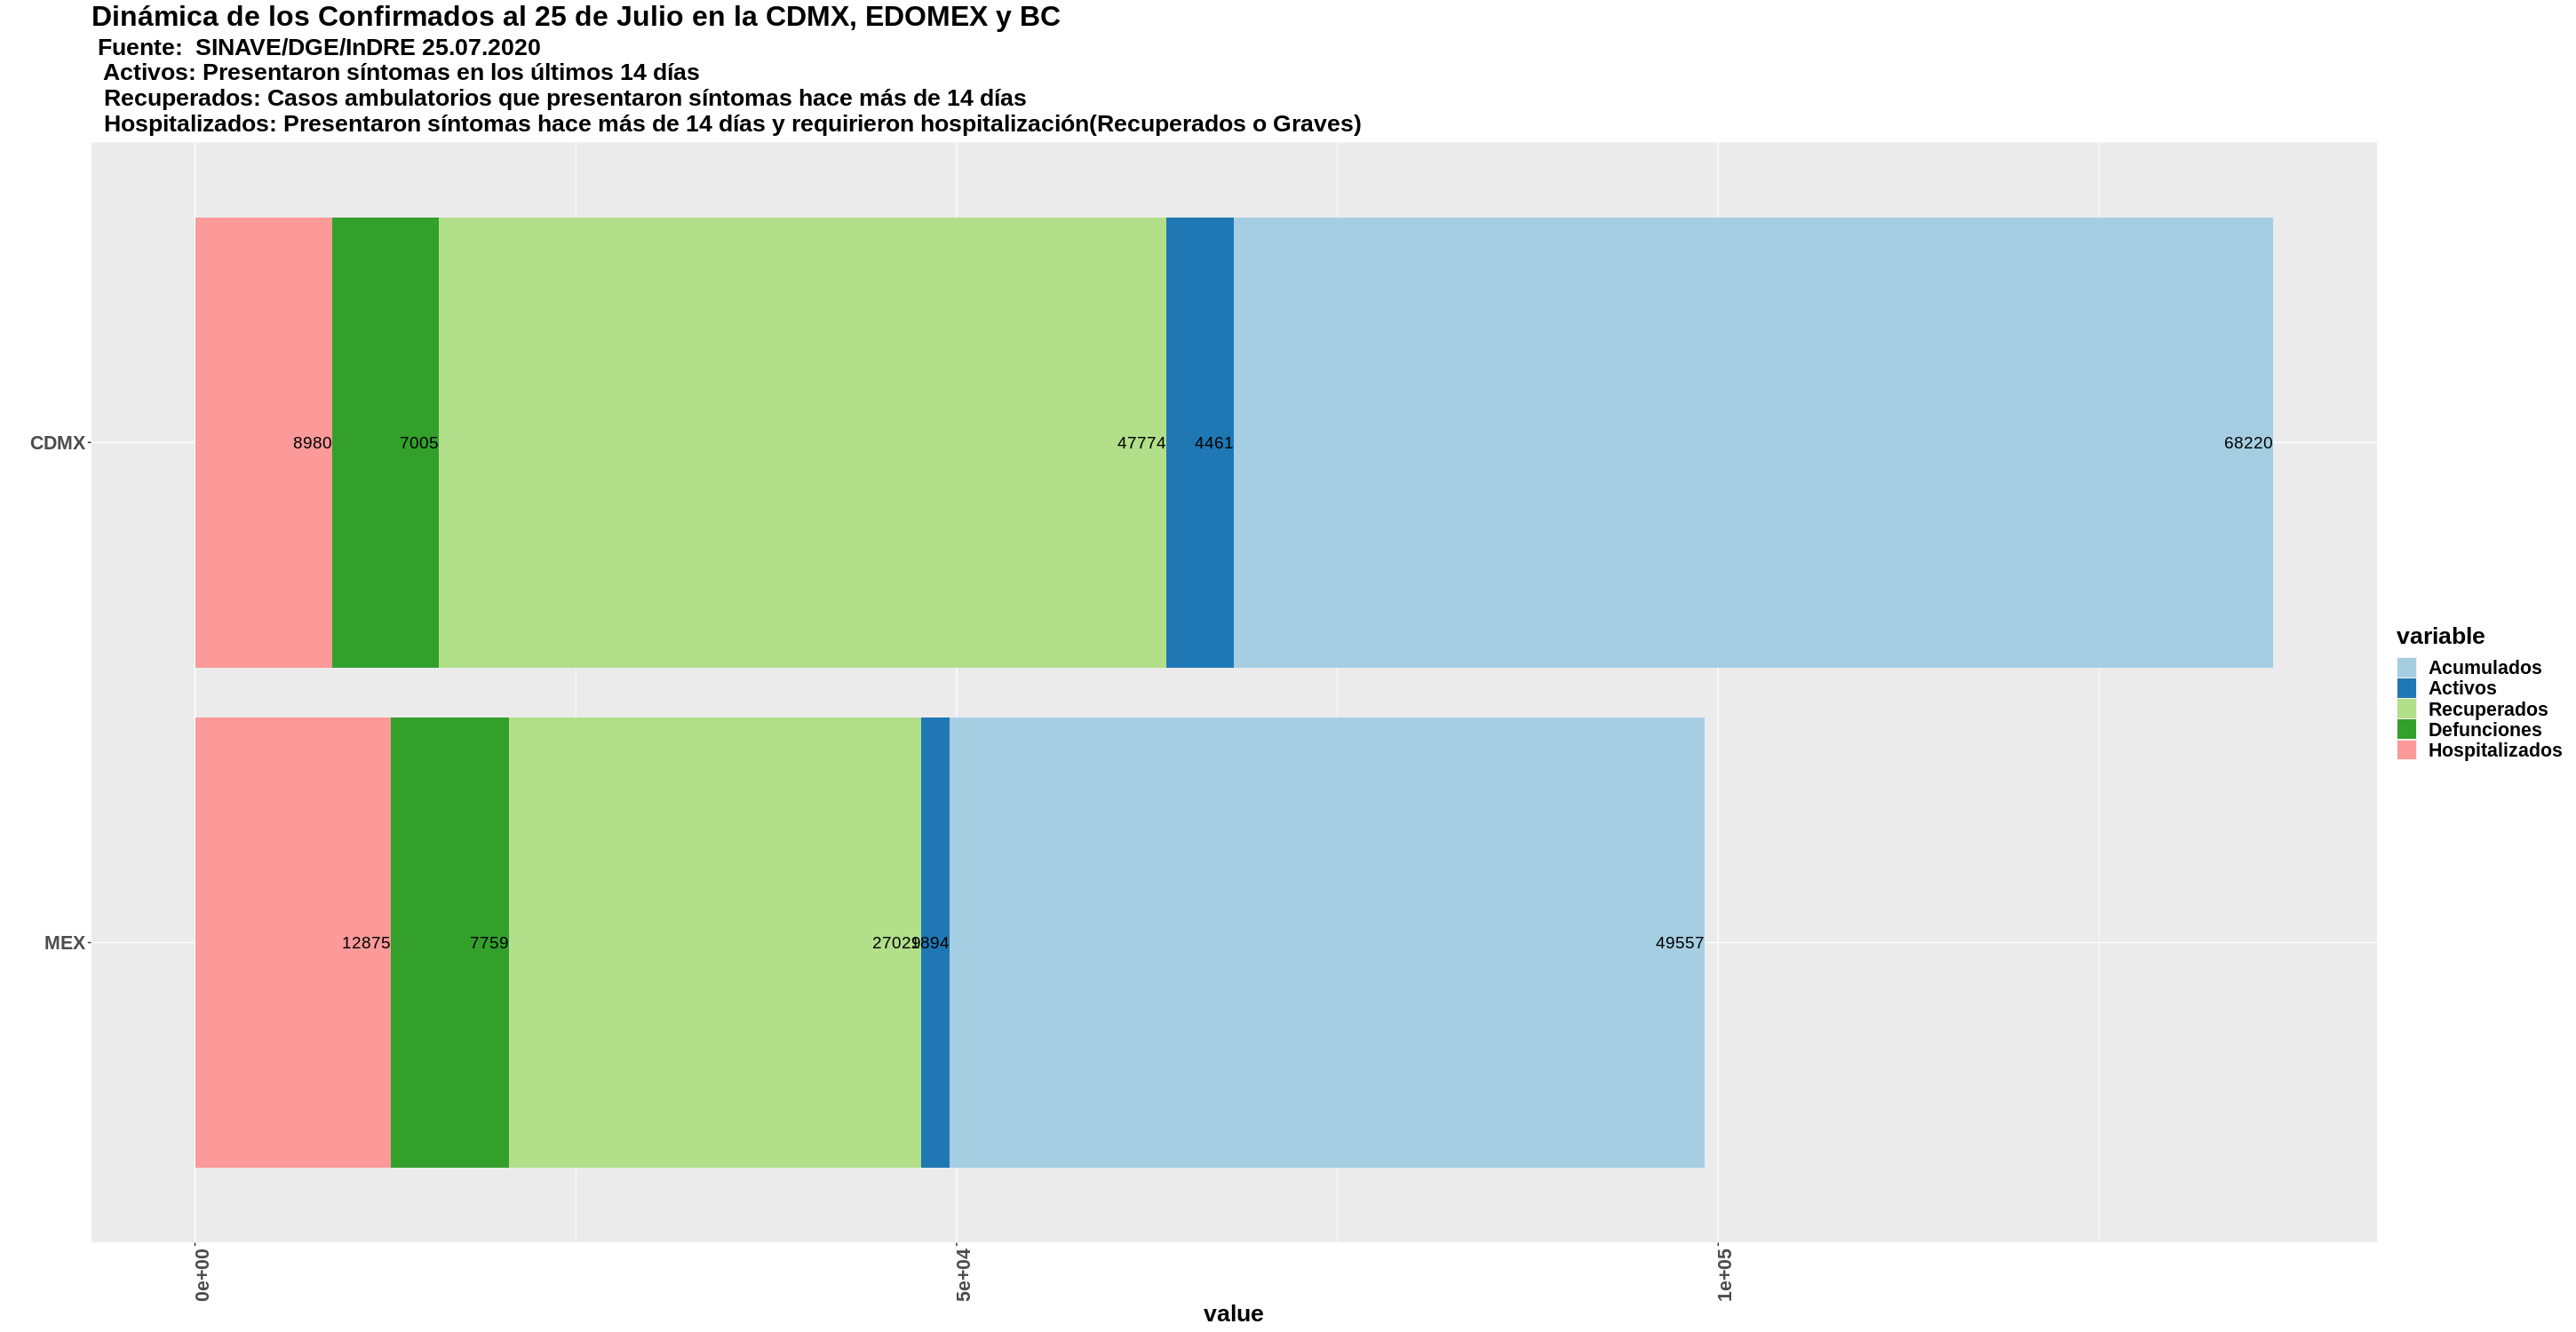 Dinámica de los Confirmados al 25 de Julio en la CDMX, EDOMEX y BC
Fuente:  SINAVE/DGE/InDRE 25.07.2020
Activos: Presentaron síntomas en los últimos 14 días
Recuperados: Casos ambulatorios que presentaron síntomas hace más de 14 días
Hospitalizados: Presentaron síntomas hace más de 14 días y requirieron hospitalización(Recuperados o Graves)
CDMX
8980 7005 47774 4461 68220
MEX
12875 7759 27029 1894 49557
0e+00 5e+04 1e+05
value
variable
Acumulados
Activos
Recuperados
Defunciones
Hospitalizados